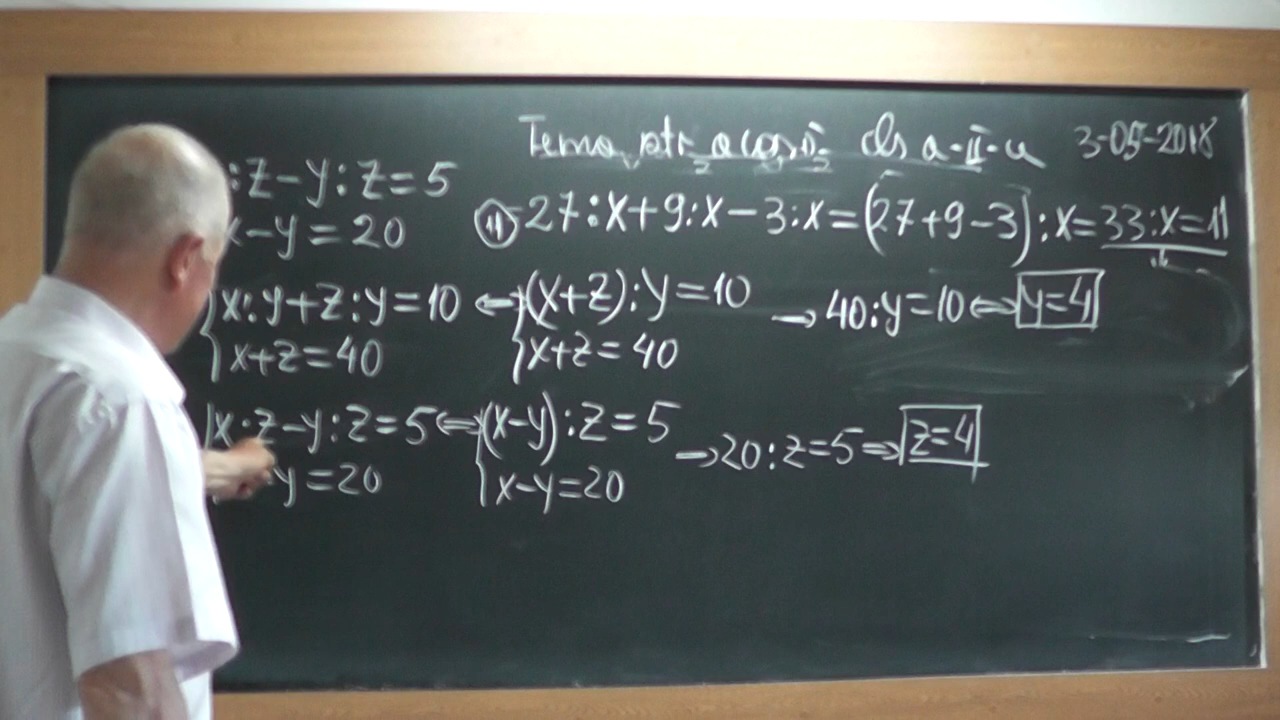 Tema ptr acasă cls a-II-a 3-05-2018
:z-y:z=5
x-y=20
(11) 27:x+9:x-3:x=(27+9-3):x=33:x=11
x:y+z:y=10 ⟷ (x+z):y=10 → 40:y=10 ⟺ y=4
x+z=40 x+z=40
x:z-y:z=5 ⟺ (x-y):z=5 → 20:z=5 ⟹ z=4
y=20 x-y=20